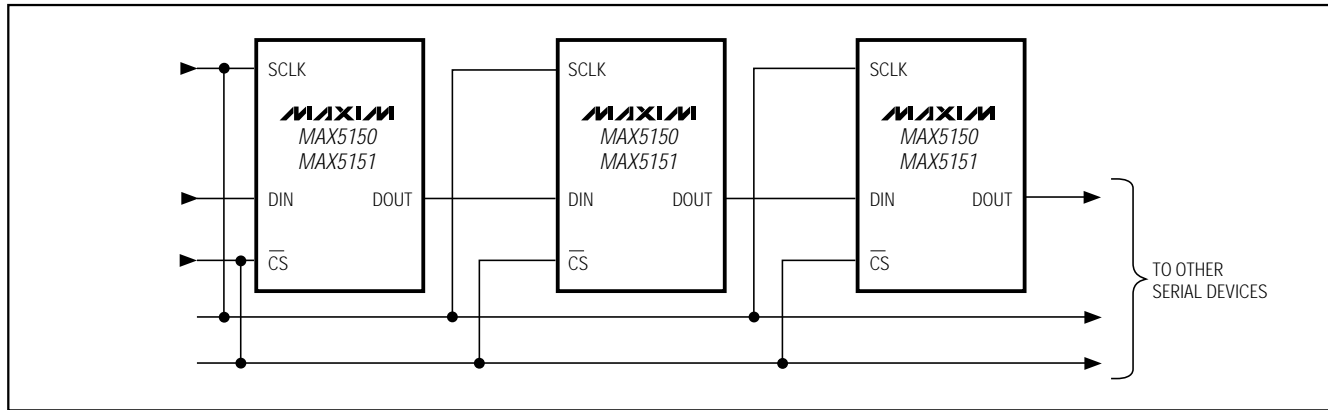 SCLK
MAXIM
MAX5150
MAX5151
DIN DOUT
CS
SCLK
MAXIM
MAX5150
MAX5151
DIN DOUT
CS
SCLK
MAXIM
MAX5150
MAX5151
DIN DOUT
CS
TO OTHER
SERIAL DEVICES